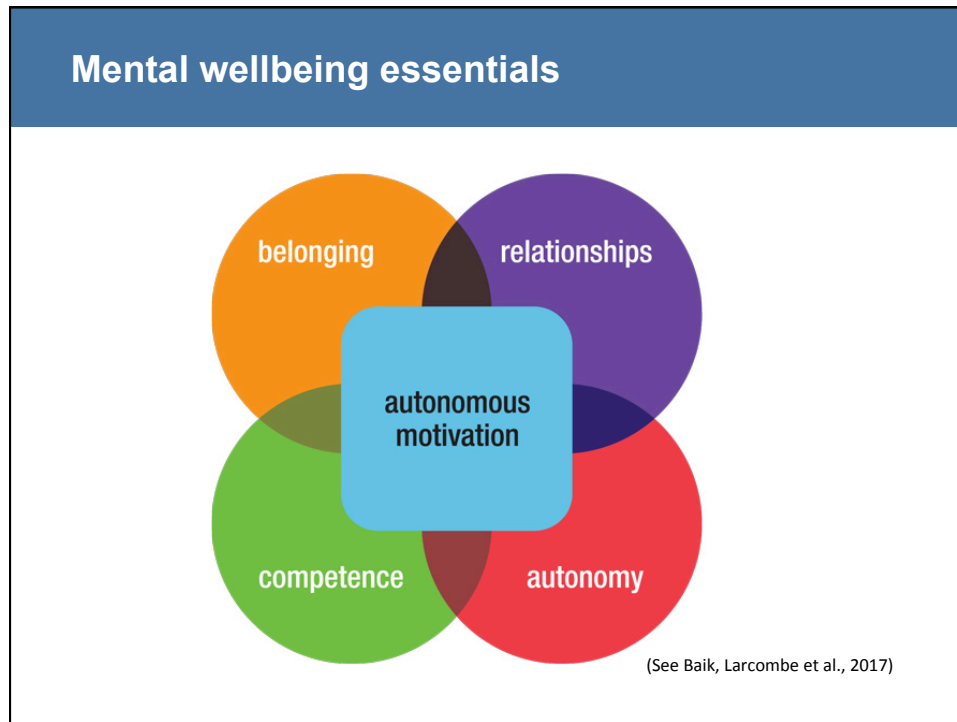 Mental wellbeing essentials
belonging
relationships
autonomous
motivation
competence
autonomy
(See Baik, Larcombe et al., 2017)